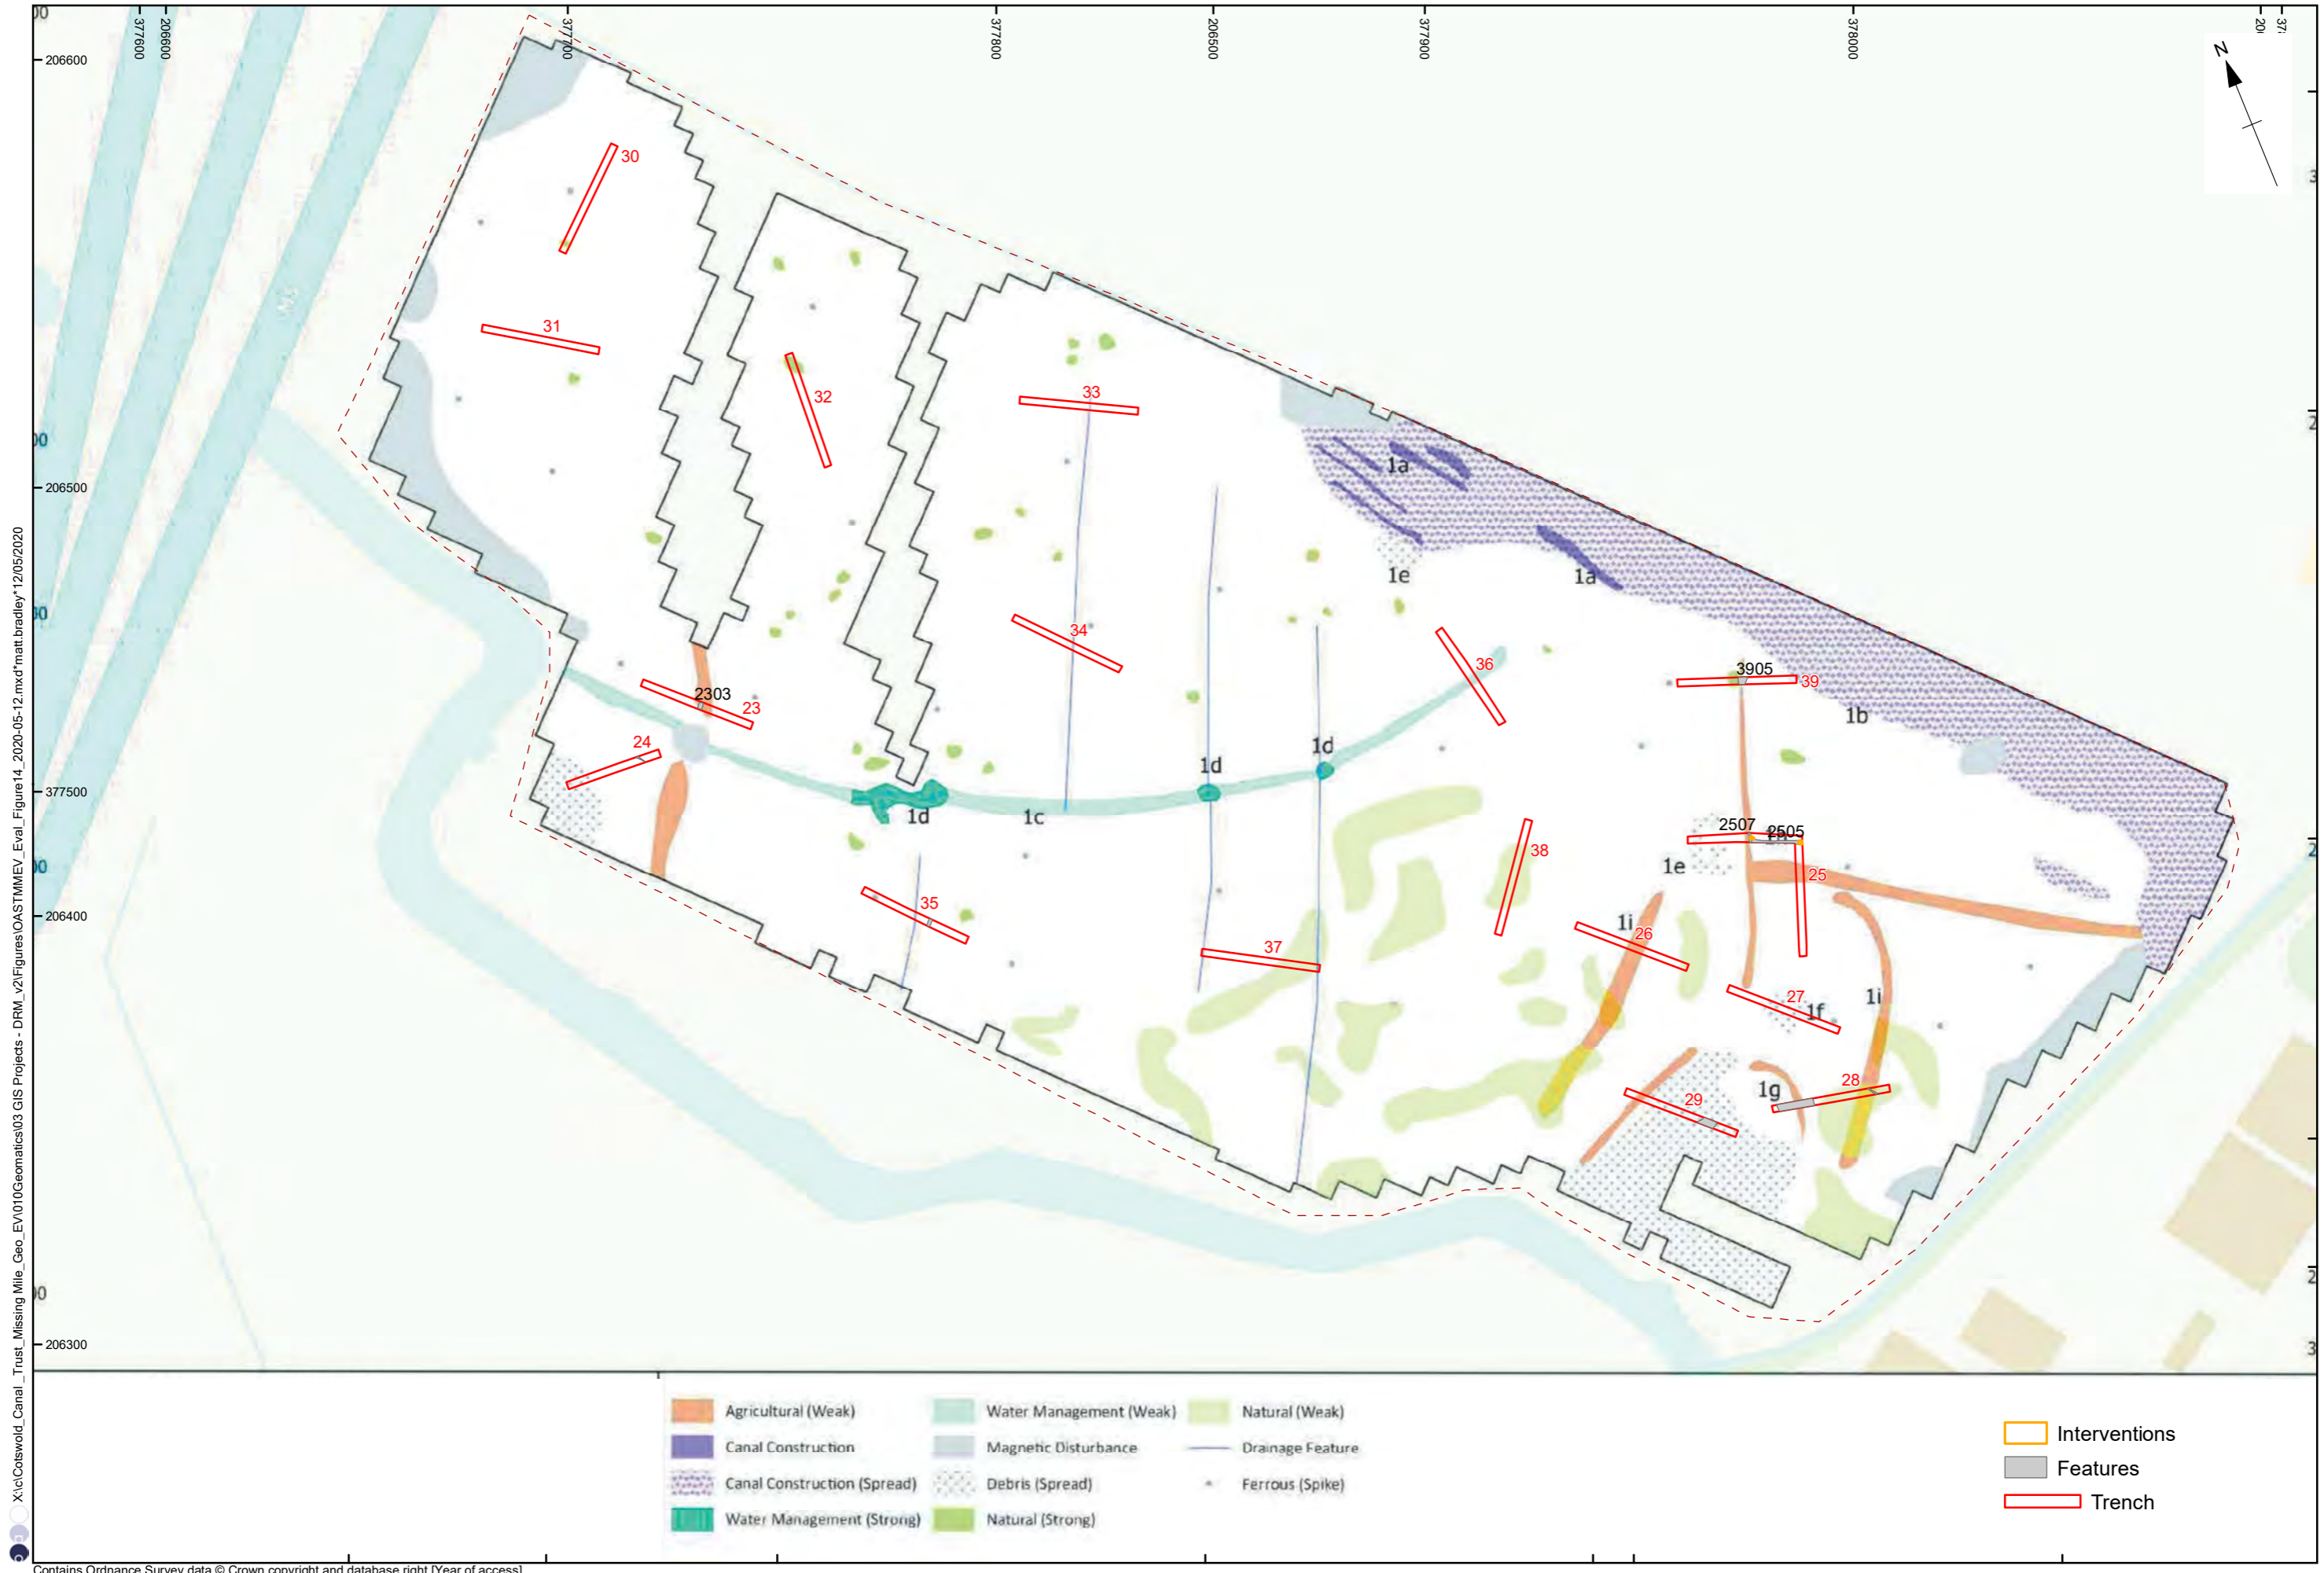 377600
206600
377700
377800
206500
377900
378000
206600
N
30
M5
31
32
33
1a
206500
1e
1a
34
36
3905
39
2303
23
1b
24
1d
1d
377500
1d
1c
2507
2505
38
1e
25
35
206400
1i
26
37
27
1f
1i
28
1g
29
206300
Agricultural (Weak)
Water Management (Weak)
Natural (Weak)
Canal Construction
Magnetic Disturbance
Drainage Feature
Canal Construction (Spread)
Debris (Spread)
Ferrous (Spike)
Water Management (Strong)
Natural (Strong)
Interventions
Features
Trench
X:\c\Cotswold_Canal _Trust_Missing Mile_Geo_EV\010Geomatics\03 GIS Projects - DRM_v2\Figures\OASTMMEV_Eval_Figure14_2020-05-12.mxd*matt.bradley*12/05/2020
Contains Ordnance Survey data © Crown copyright and database right [Year of access]